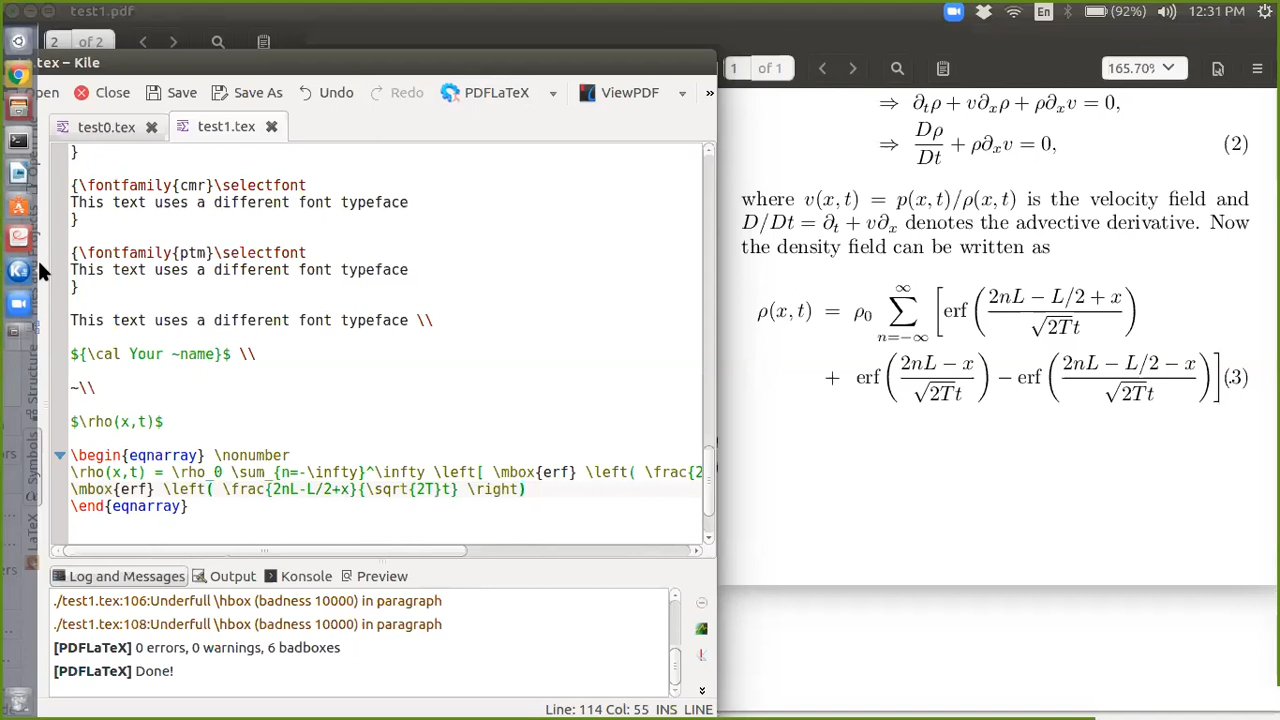 test1.pdf
En
(92%)
12:31 PM
2 of 2
.tex – Kile
1 of 1
165.70%
Open Close Save Save As Undo Redo PDFLaTeX ViewPDF »
test0.tex test1.tex
}
{\fontfamily{cmr}\selectfont
This text uses a different font typeface
}
{\fontfamily{ptm}\selectfont
This text uses a different font typeface
}
This text uses a different font typeface \\
${\cal Your ~name}$ \\
~\\
$\rho(x,t)$
\begin{eqnarray} \nonumber
\rho(x,t) = \rho_0 \sum_{n=-\infty}^\infty \left[ \mbox{erf} \left( \frac{2
\mbox{erf} \left( \frac{2nL-L/2+x}{\sqrt{2T}t} \right)
\end{eqnarray}
Structure
Symbols
LaTeX
Log and Messages Output Konsole Preview
./test1.tex:106:Underfull \hbox (badness 10000) in paragraph
./test1.tex:108:Underfull \hbox (badness 10000) in paragraph
[PDFLaTeX] 0 errors, 0 warnings, 6 badboxes
[PDFLaTeX] Done!
Line: 114 Col: 55 INS LINE
⇒ ∂tρ + v∂xρ + ρ∂xv = 0,
⇒ Dρ/Dt + ρ∂xv = 0, (2)
where v(x, t) = p(x, t)/ρ(x, t) is the velocity field and
D/Dt = ∂t + v∂x denotes the advective derivative. Now
the density field can be written as
ρ(x, t) = ρ0 ∑_{n=−∞}^{∞} [erf ((2nL − L/2 + x)/(√2Tt))
+ erf ((2nL − x)/(√2Tt)) − erf ((2nL − L/2 − x)/(√2Tt))] (3)